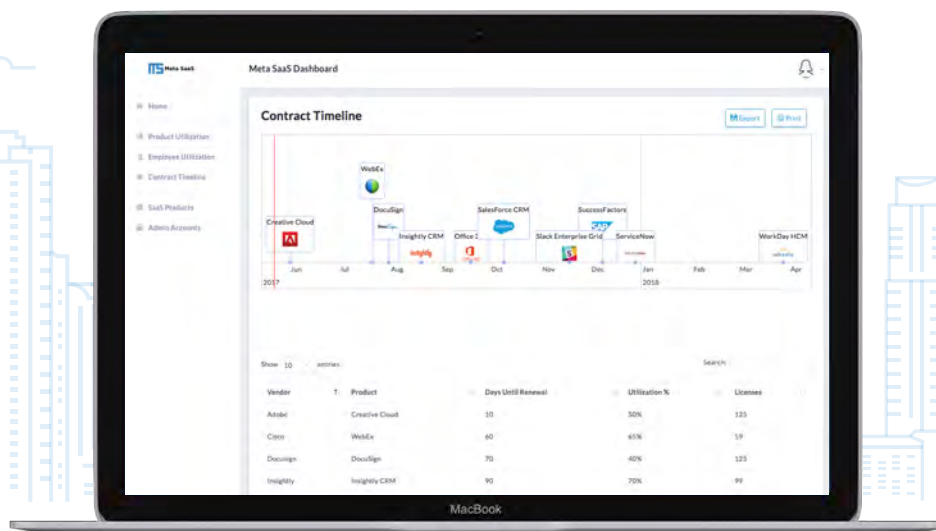 Meta SaaS
Meta SaaS Dashboard
Home
Product Utilization
Employee Utilization
Contract Timeline
SaaS Products
Admin Accounts
Contract Timeline
Export
Print
WebEx
DocuSign
SalesForce CRM
SuccessFactors
Creative Cloud
Insightly CRM
Office
Slack Enterprise Grid
ServiceNow
WorkDay HCM
insightly
SAP
Jun Jul Aug Sep Oct Nov Dec Jan Feb Mar Apr
2017 2018
Show 10 entries
Search:
Vendor Product Days Until Renewal Utilization % Licenses
Adobe Creative Cloud 10 50% 125
Cisco WebEx 60 65% 59
Docusign DocuSign 70 40% 125
Insightly Insightly CRM 90 70% 99
MacBook